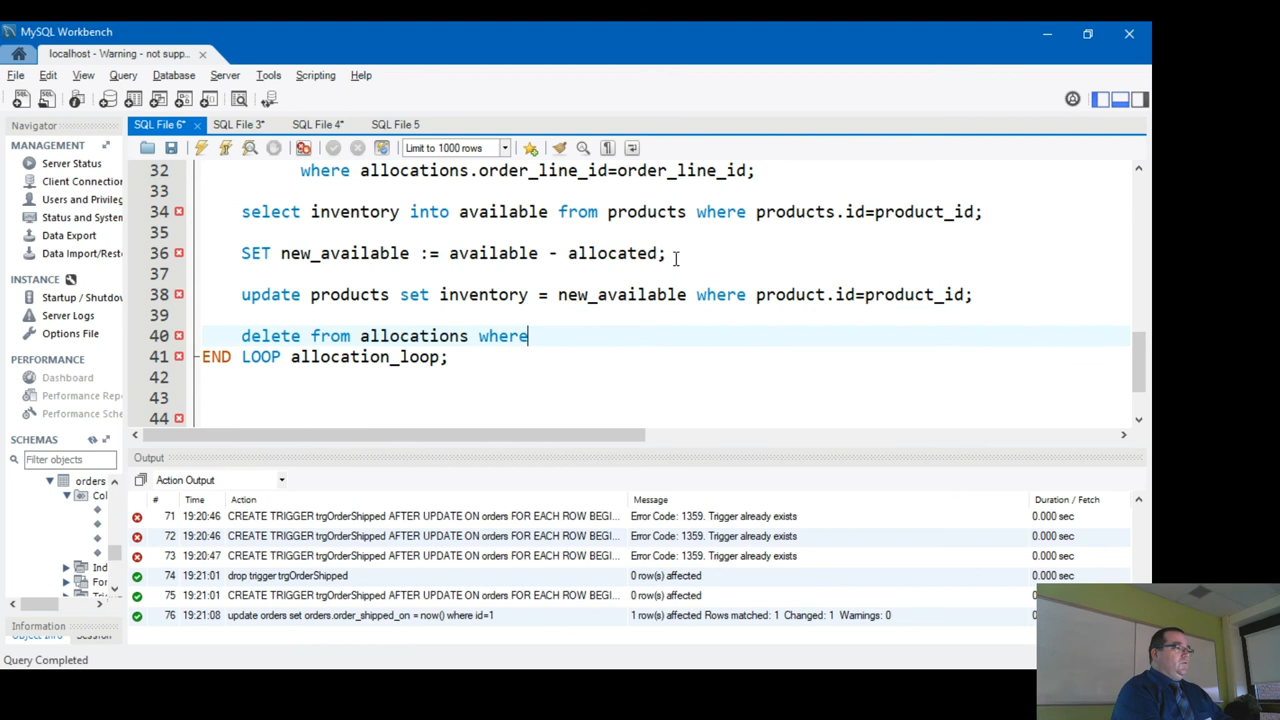 MySQL Workbench
localhost - Warning - not supp...
File Edit View Query Database Server Tools Scripting Help
Navigator
SQL File 6* SQL File 3* SQL File 4* SQL File 5
MANAGEMENT
Server Status
Client Connection
Users and Privileg
Status and System
Data Export
Data Import/Resto
INSTANCE
Startup / Shutdow
Server Logs
Options File
PERFORMANCE
Dashboard
Performance Rep
Performance Sche
SCHEMAS
Filter objects
orders
Col
Ind
For
Information
Object Info Session
Query Completed
Limit to 1000 rows
32 where allocations.order_line_id=order_line_id;
33
34 select inventory into available from products where products.id=product_id;
35
36 SET new_available := available - allocated;
37
38 update products set inventory = new_available where product.id=product_id;
39
40 delete from allocations where
41 END LOOP allocation_loop;
42
43
44
Output
Action Output
# Time Action Message Duration / Fetch
71 19:20:46 CREATE TRIGGER trgOrderShipped AFTER UPDATE ON orders FOR EACH ROW BEGI... Error Code: 1359. Trigger already exists 0.000 sec
72 19:20:46 CREATE TRIGGER trgOrderShipped AFTER UPDATE ON orders FOR EACH ROW BEGI... Error Code: 1359. Trigger already exists 0.000 sec
73 19:20:47 CREATE TRIGGER trgOrderShipped AFTER UPDATE ON orders FOR EACH ROW BEGI... Error Code: 1359. Trigger already exists 0.000 sec
74 19:21:01 drop trigger trgOrderShipped 0 row(s) affected 0.000 sec
75 19:21:01 CREATE TRIGGER trgOrderShipped AFTER UPDATE ON orders FOR EACH ROW BEGI... 0 row(s) affected
76 19:21:08 update orders set orders.order_shipped_on = now() where id=1 1 row(s) affected Rows matched: 1 Changed: 1 Warnings: 0